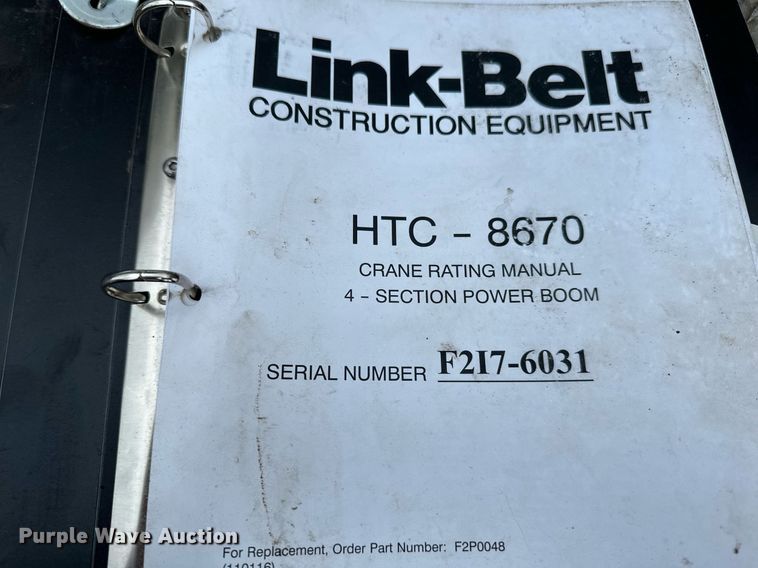 Link-Belt
CONSTRUCTION EQUIPMENT
HTC - 8670
CRANE RATING MANUAL
4 - SECTION POWER BOOM
SERIAL NUMBER F2I7-6031
For Replacement, Order Part Number: F2P0048
(110116)
Purple Wave Auction